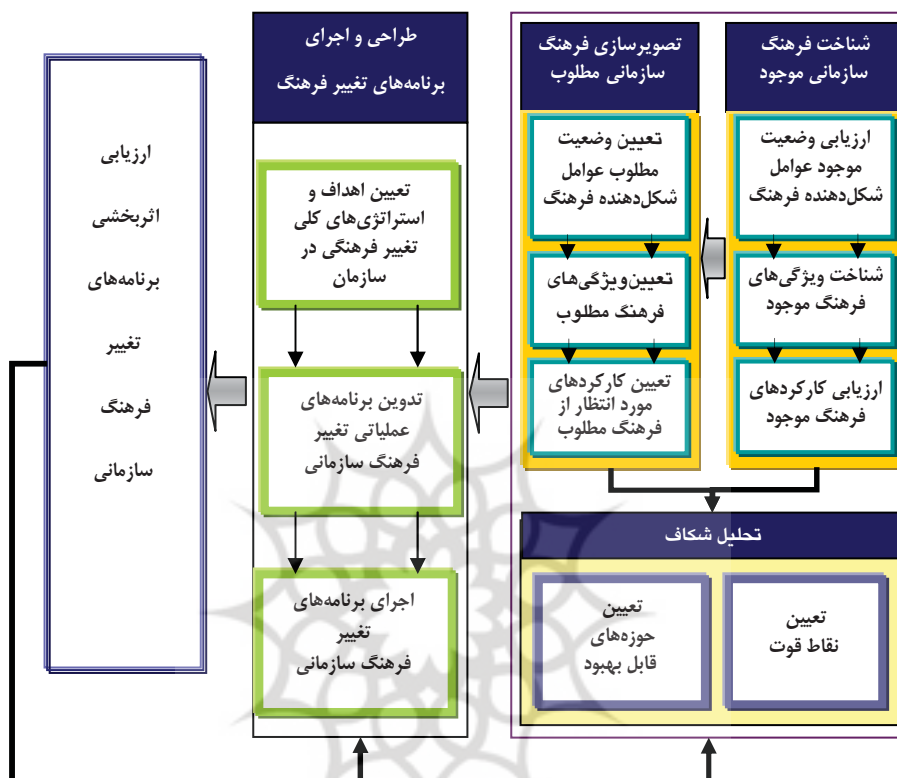 شناخت فرهنگ
سازمانی موجود
ارزیابی وضعیت
موجود عوامل
شکل‌دهنده فرهنگ
شناخت ویژگی‌های
فرهنگ موجود
ارزیابی کارکردهای
فرهنگ موجود
تصویرسازی فرهنگ
سازمانی مطلوب
تعیین وضعیت
مطلوب عوامل
شکل‌دهنده فرهنگ
تعیین‌ویژگی‌های
فرهنگ مطلوب
تعیین کارکردهای
مورد انتظار از
فرهنگ مطلوب
تحلیل شکاف
تعیین
نقاط قوت
تعیین
حوزه‌های
قابل بهبود
طراحی و اجرای
برنامه‌های تغییر فرهنگ
تعیین اهداف و
استراتژی‌های کلی
تغییر فرهنگی در
سازمان
تدوین برنامه‌های
عملیاتی تغییر
فرهنگ سازمانی
اجرای برنامه‌های
تغییر
فرهنگ سازمانی
ارزیابی
اثربخشی
برنامه‌های
تغییر
فرهنگ
سازمانی